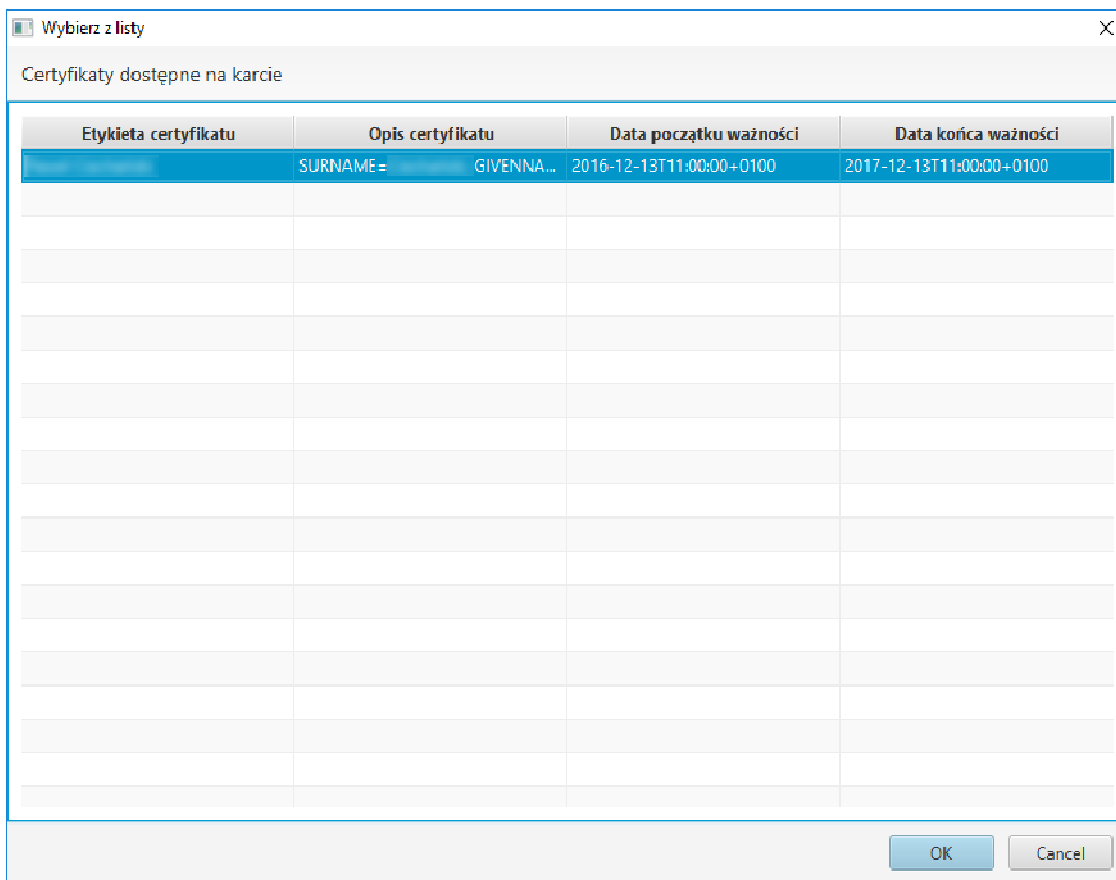 Wybierz z listy
Certyfikaty dostępne na karcie
Etykieta certyfikatu Opis certyfikatu Data początku ważności Data końca ważności
SURNAME= GIVENNA... 2016-12-13T11:00:00+0100 2017-12-13T11:00:00+0100
OK Cancel